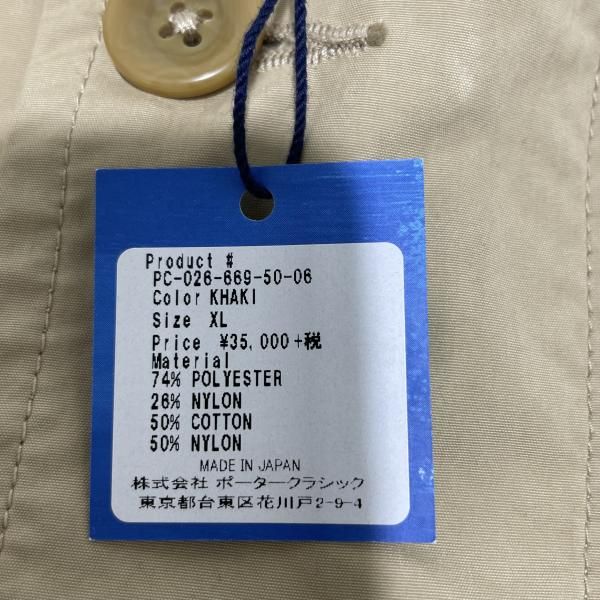 Product #
PC-026-669-50-06
Color KHAKI
Size XL
Price ¥35,000+税
Material
74% POLYESTER
26% NYLON
50% COTTON
50% NYLON
MADE IN JAPAN
株式会社 ポータークラシック
東京都台東区花川戸2-9-4